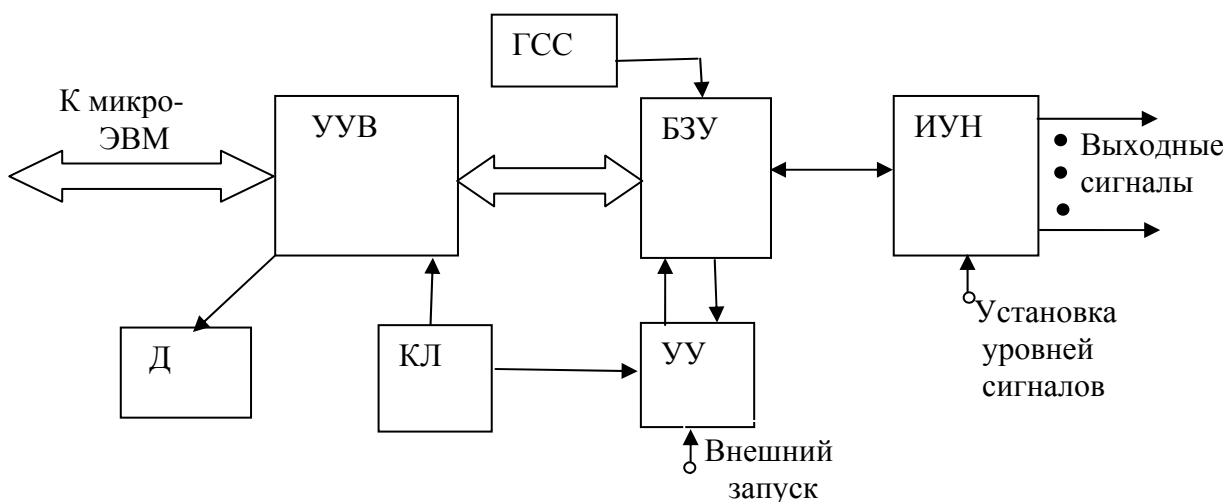 ГСС
К микро-
ЭВМ
УУВ
БЗУ
ИУН
Выходные
сигналы
Д
КЛ
УУ
Установка
уровней
сигналов
Внешний
запуск